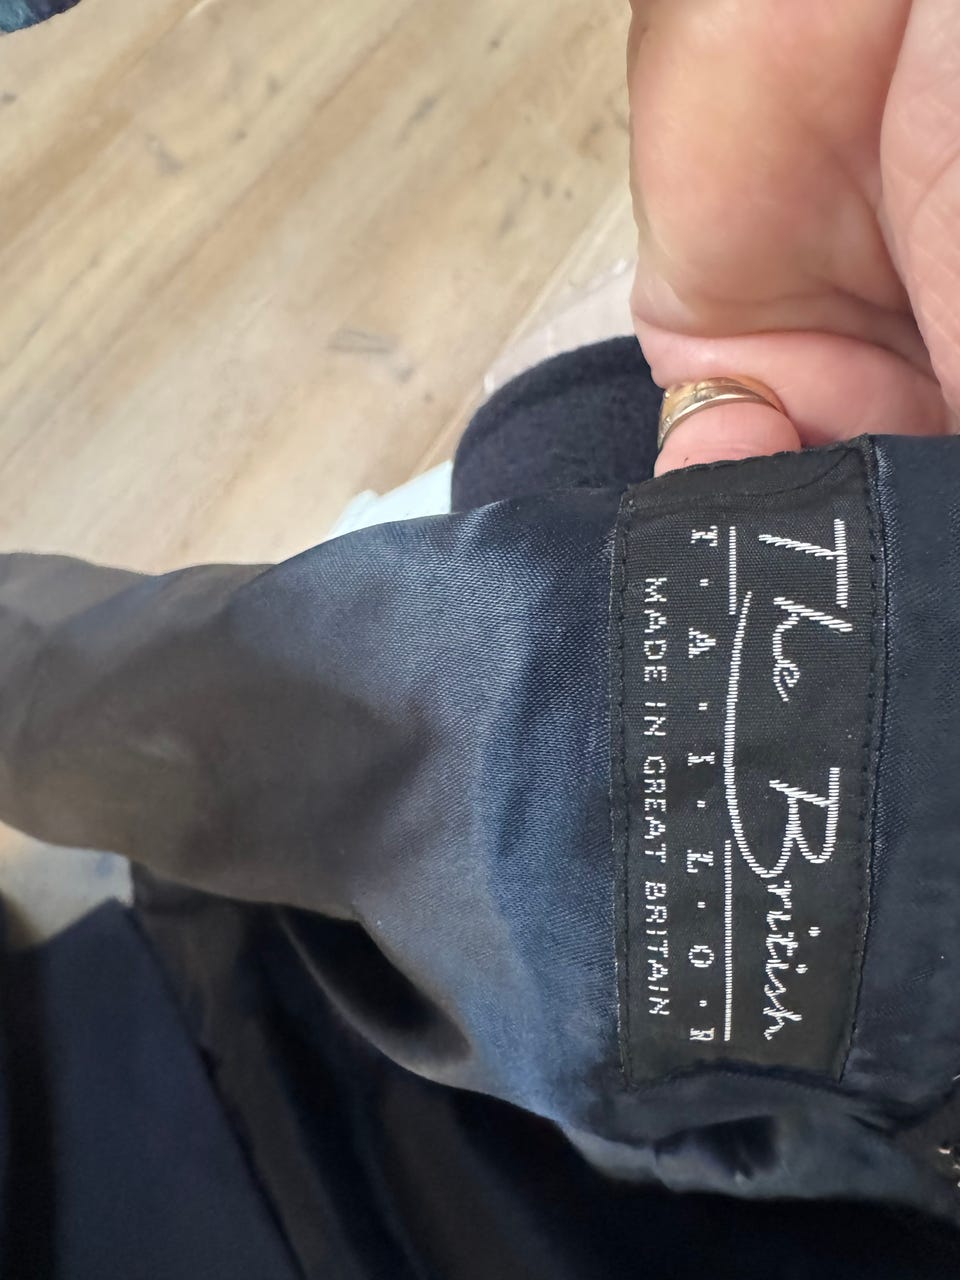 The British
T·A·I·L·O·R
MADE IN GREAT BRITAIN